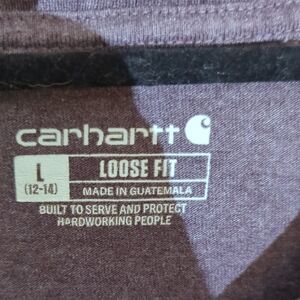 carhartt
L LOOSE FIT
(12-14) MADE IN GUATEMALA
BUILT TO SERVE AND PROTECT
HARDWORKING PEOPLE